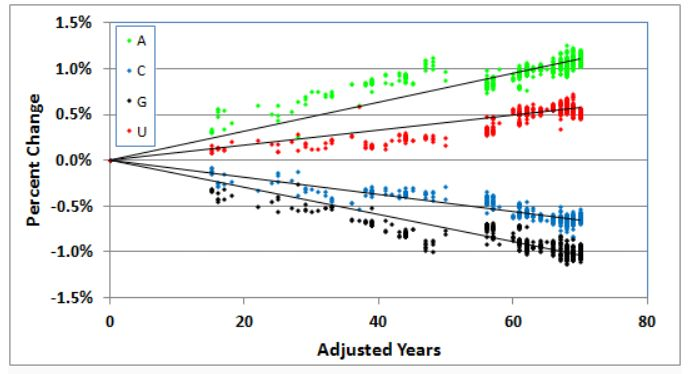 1.5%
A
1.0%
C
G
0.5%
U
0.0%
-0.5%
-1.0%
-1.5%
0 20 40 60 80
Percent Change
Adjusted Years